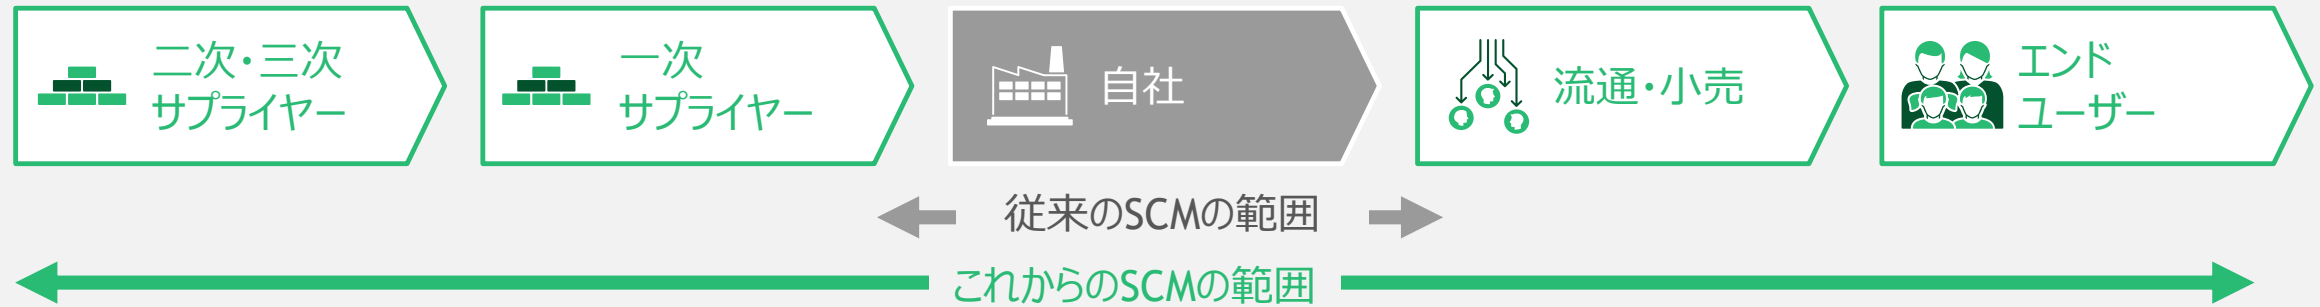 二次・三次
サプライヤー
一次
サプライヤー
自社
流通・小売
エンド
ユーザー
従来のSCMの範囲
これからのSCMの範囲